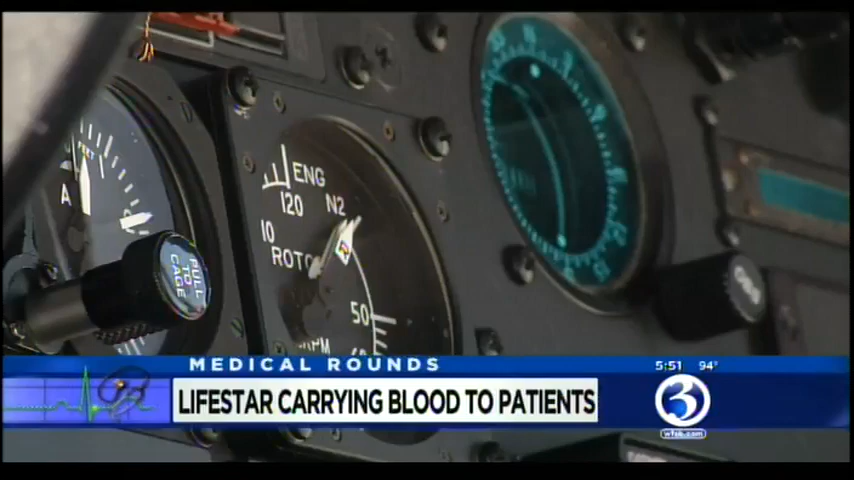 FEET
A
PULL
TO
CAGE
ENG
120
N2
10
ROTO
50
RPM
MEDICAL ROUNDS
LIFESTAR CARRYING BLOOD TO PATIENTS
5:51 94°
3
wfsb.com